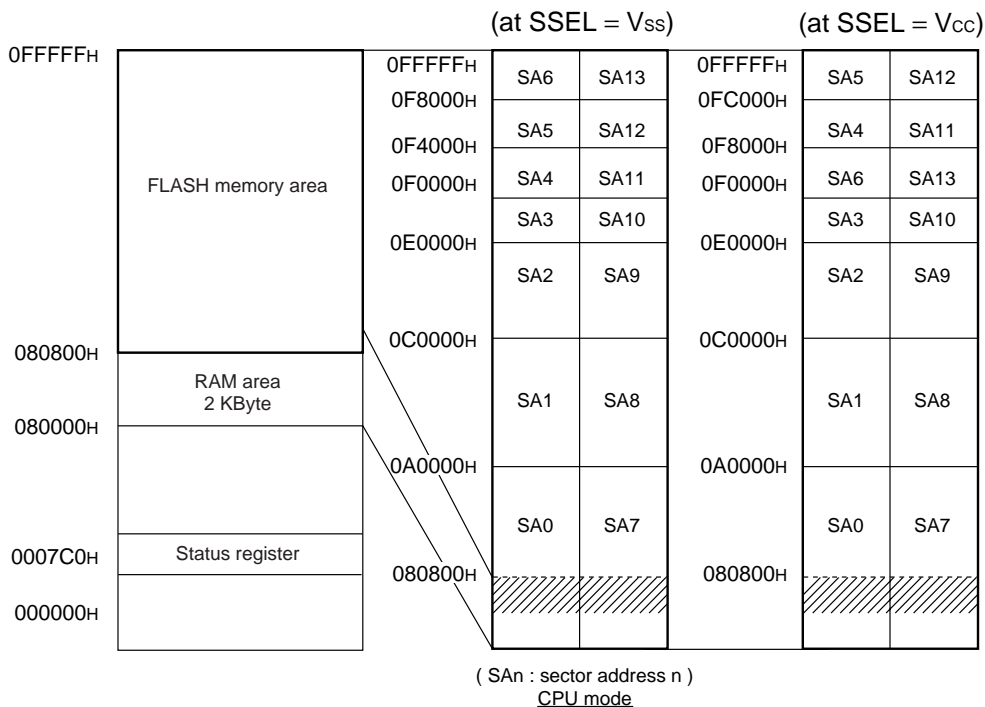 (at SSEL = VSS)
(at SSEL = VCC)
0FFFFFH
FLASH memory area
080800H
RAM area
2 KByte
080000H
0007C0H
Status register
000000H
0FFFFFH
SA6 SA13
0F8000H
SA5 SA12
0F4000H
0F0000H
SA4 SA11
SA3 SA10
0E0000H
SA2 SA9
0C0000H
SA1 SA8
0A0000H
SA0 SA7
080800H
0FFFFFH
SA5 SA12
0FC000H
SA4 SA11
0F8000H
0F0000H
SA6 SA13
SA3 SA10
0E0000H
SA2 SA9
0C0000H
SA1 SA8
0A0000H
SA0 SA7
080800H
( SAn : sector address n )
CPU mode